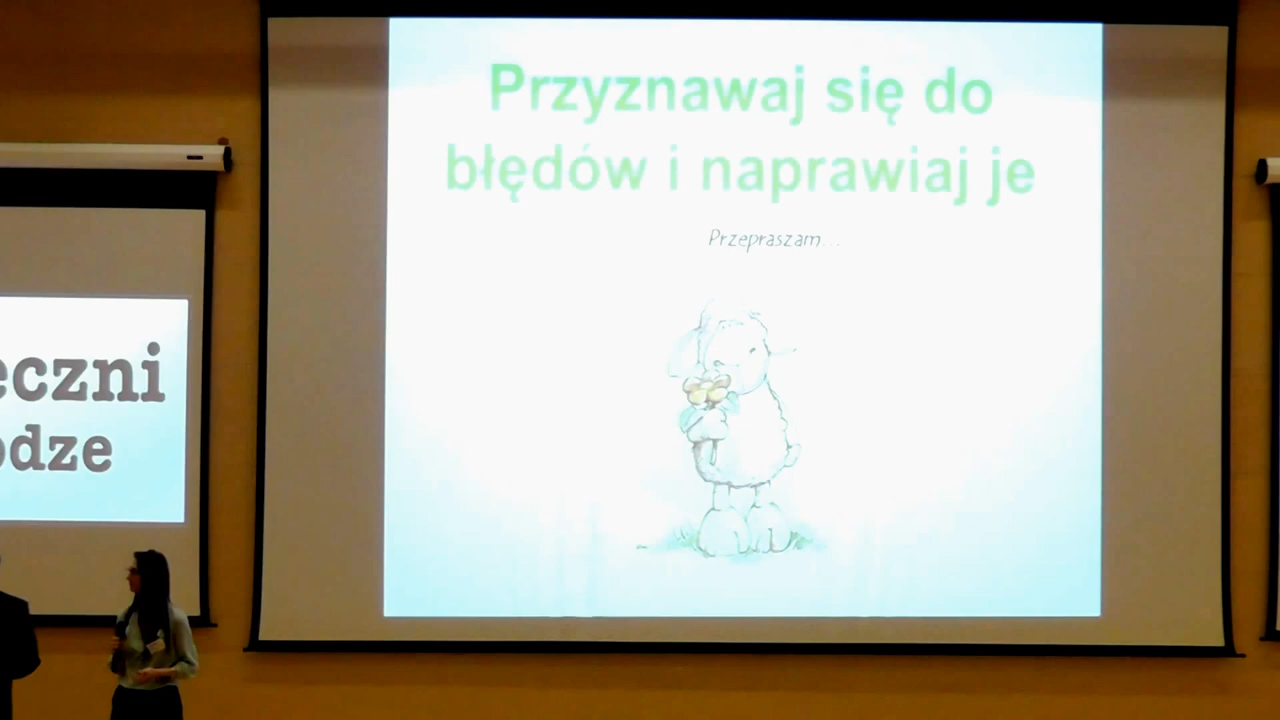 Przyznawaj się do
błędów i naprawiaj je
Przepraszam...
eczni
odze